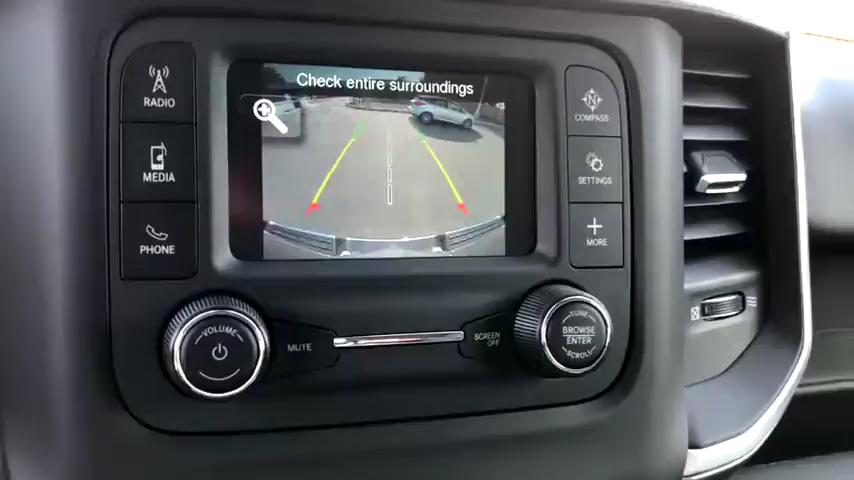 Check entire surroundings
RADIO
MEDIA
PHONE
N
COMPASS
SETTINGS
MORE
VOLUME
MUTE
SCREEN
OFF
TUNE
BROWSE
ENTER
SCROLL